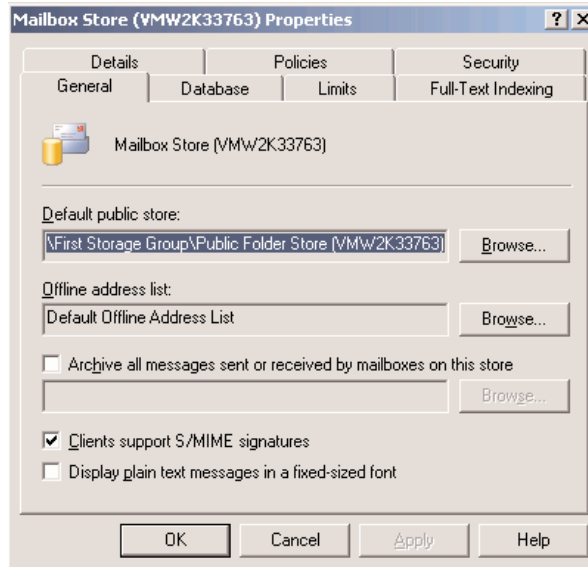 Mailbox Store (VMW2K33763) Properties
Details Policies Security
General Database Limits Full-Text Indexing
Mailbox Store (VMW2K33763)
Default public store:
\First Storage Group\Public Folder Store (VMW2K33763)
Browse...
Offline address list:
Default Offline Address List
Browse...
Archive all messages sent or received by mailboxes on this store
Browse...
Clients support S/MIME signatures
Display plain text messages in a fixed-sized font
OK Cancel Apply Help